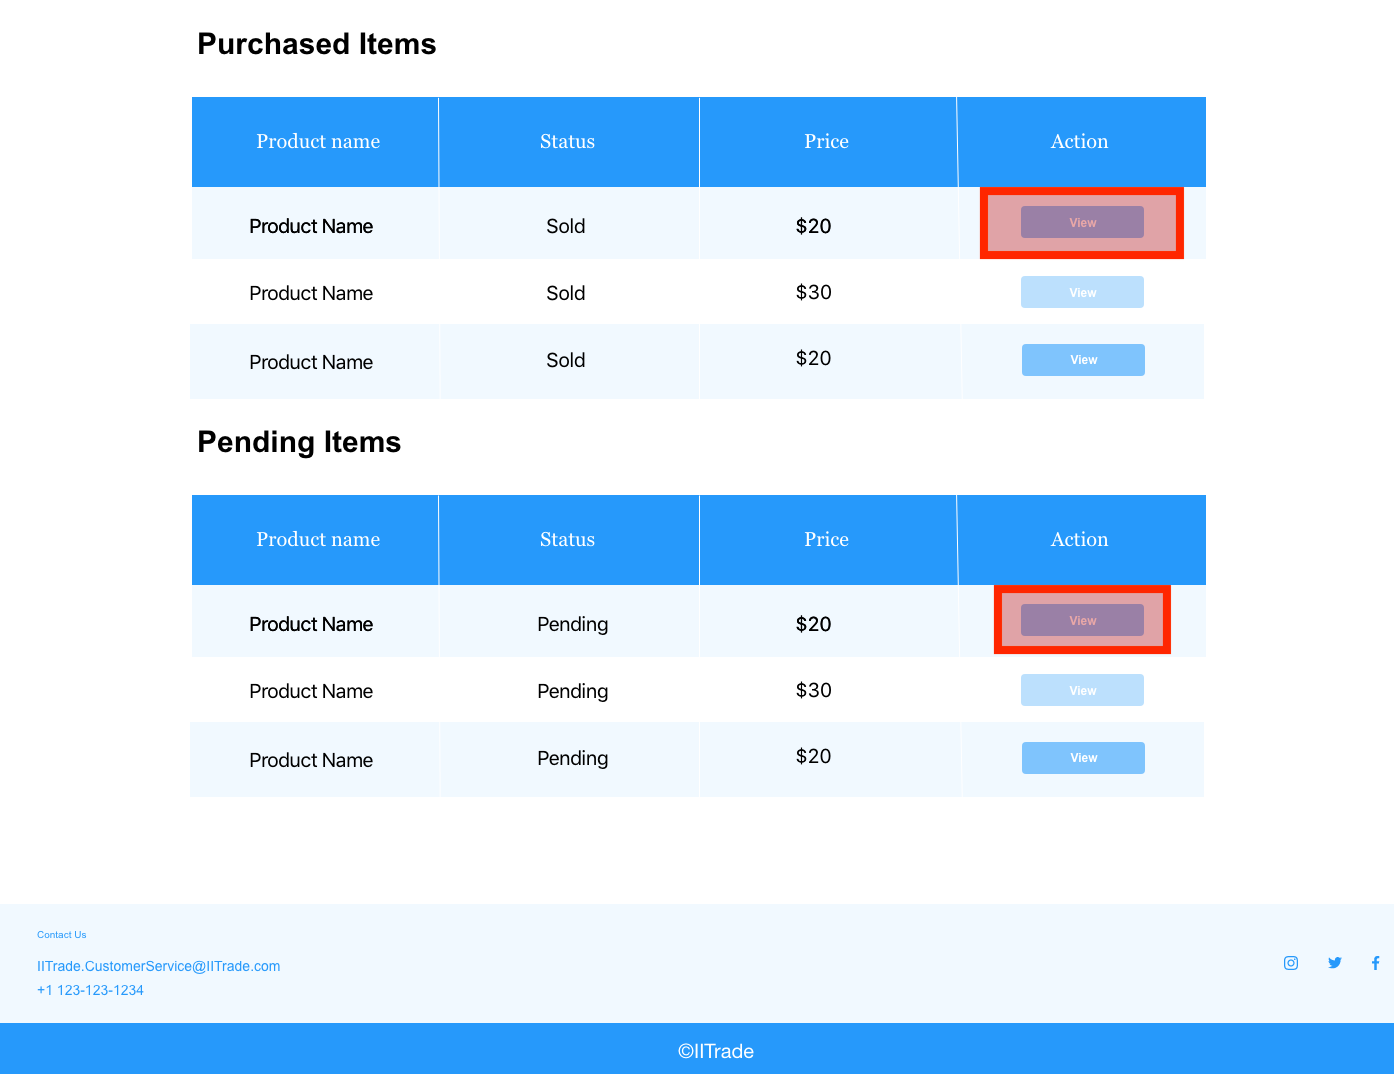 Purchased Items
Product name Status Price Action
Product Name Sold $20 View
Product Name Sold $30 View
Product Name Sold $20 View
Pending Items
Product name Status Price Action
Product Name Pending $20 View
Product Name Pending $30 View
Product Name Pending $20 View
Contact Us
IITrade.CustomerService@IITrade.com
+1 123-123-1234
©IITrade